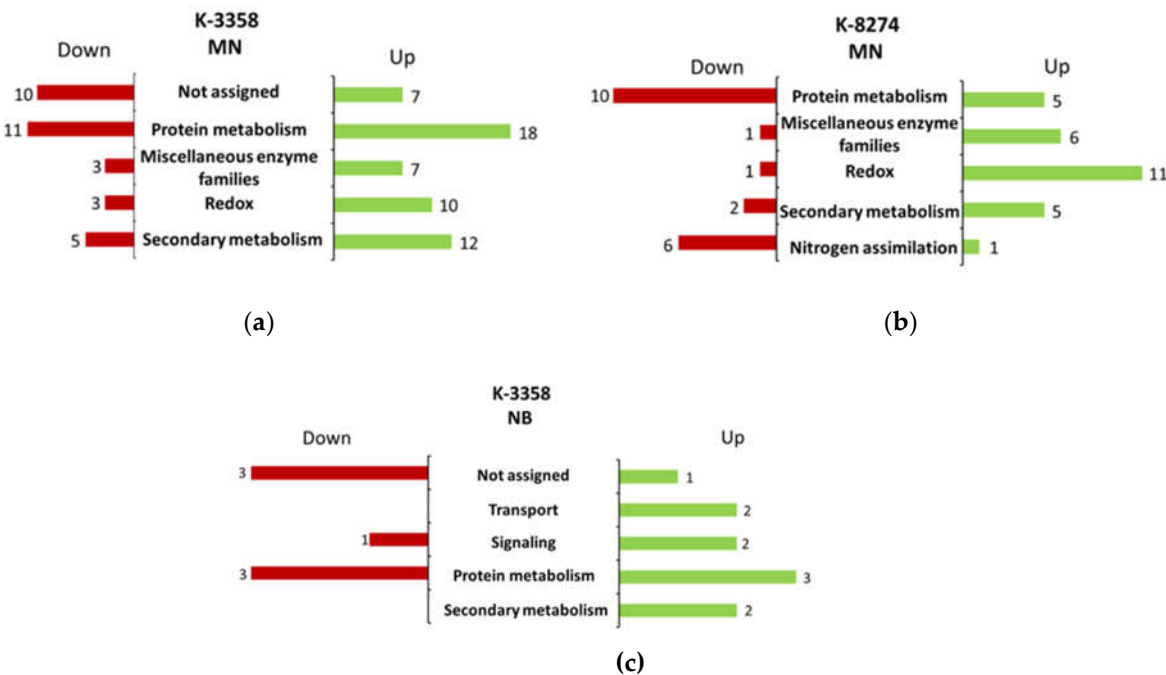 K-3358
MN
Down
Up
10 Not assigned 7
11 Protein metabolism 18
3 Miscellaneous enzyme families 7
3 Redox 10
5 Secondary metabolism 12
(a)
K-8274
MN
Down
Up
10 Protein metabolism 5
1 Miscellaneous enzyme families 6
1 Redox 11
2 Secondary metabolism 5
6 Nitrogen assimilation 1
(b)
K-3358
NB
Down
Up
3 Not assigned 1
Transport 2
1 Signaling 2
3 Protein metabolism 3
Secondary metabolism 2
(c)